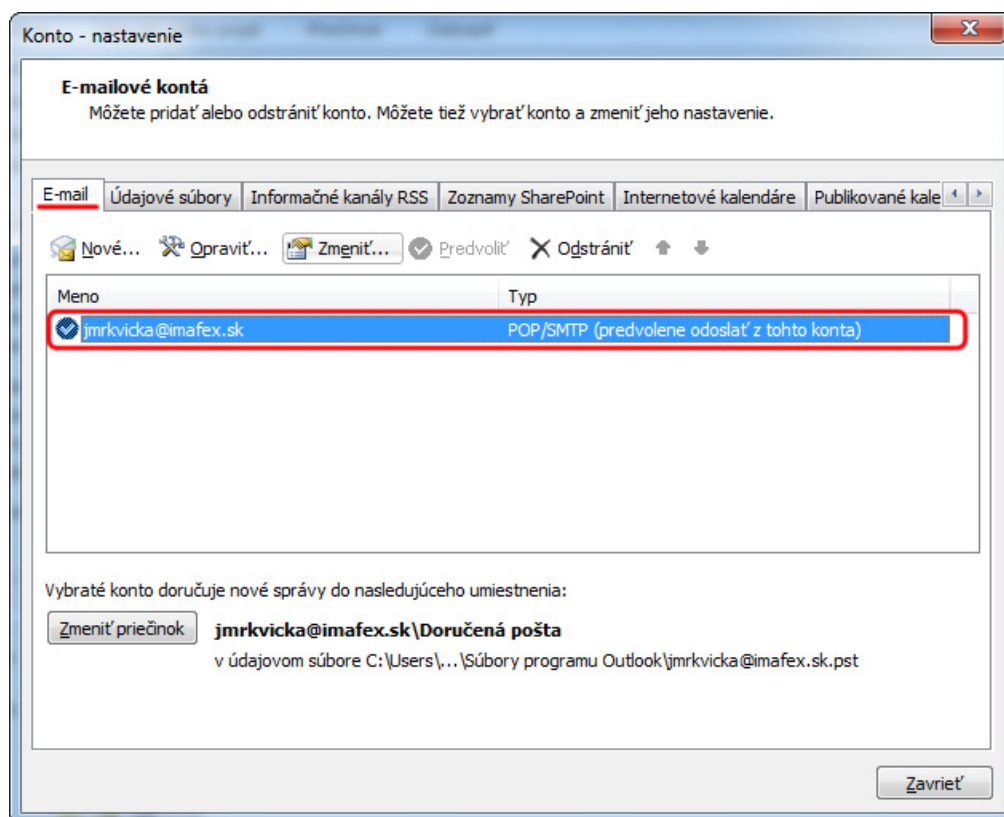 Konto - nastavenie
E-mailové kontá
Môžete pridať alebo odstrániť konto. Môžete tiež vybrať konto a zmeniť jeho nastavenie.
E-mail Údajové súbory Informačné kanály RSS Zoznamy SharePoint Internetové kalendáre Publikované kale
Nové... Opraviť... Zmeniť... Predvoliť Odstrániť
Meno Typ
jmrkvicka@imafex.sk POP/SMTP (predvolene odoslať z tohto konta)
Vybraté konto doručuje nové správy do nasledujúceho umiestnenia:
Zmeniť priečinok jmrkvicka@imafex.sk\Doručená pošta
v údajovom súbore C:\Users\...\Súbory programu Outlook\jmrkvicka@imafex.sk.pst
Zavrieť